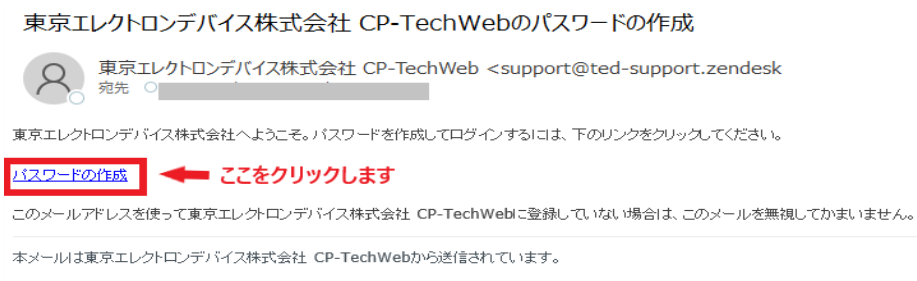 東京エレクトロンデバイス株式会社 CP-TechWebのパスワードの作成
東京エレクトロンデバイス株式会社 CP-TechWeb <support@ted-support.zendesk
宛先
東京エレクトロンデバイス株式会社へようこそ。パスワードを作成してログインするには、下のリンクをクリックしてください。
パスワードの作成 ここをクリックします
このメールアドレスを使って東京エレクトロンデバイス株式会社 CP-TechWebに登録していない場合は、このメールを無視してかまいません。
本メールは東京エレクトロンデバイス株式会社 CP-TechWebから送信されています。